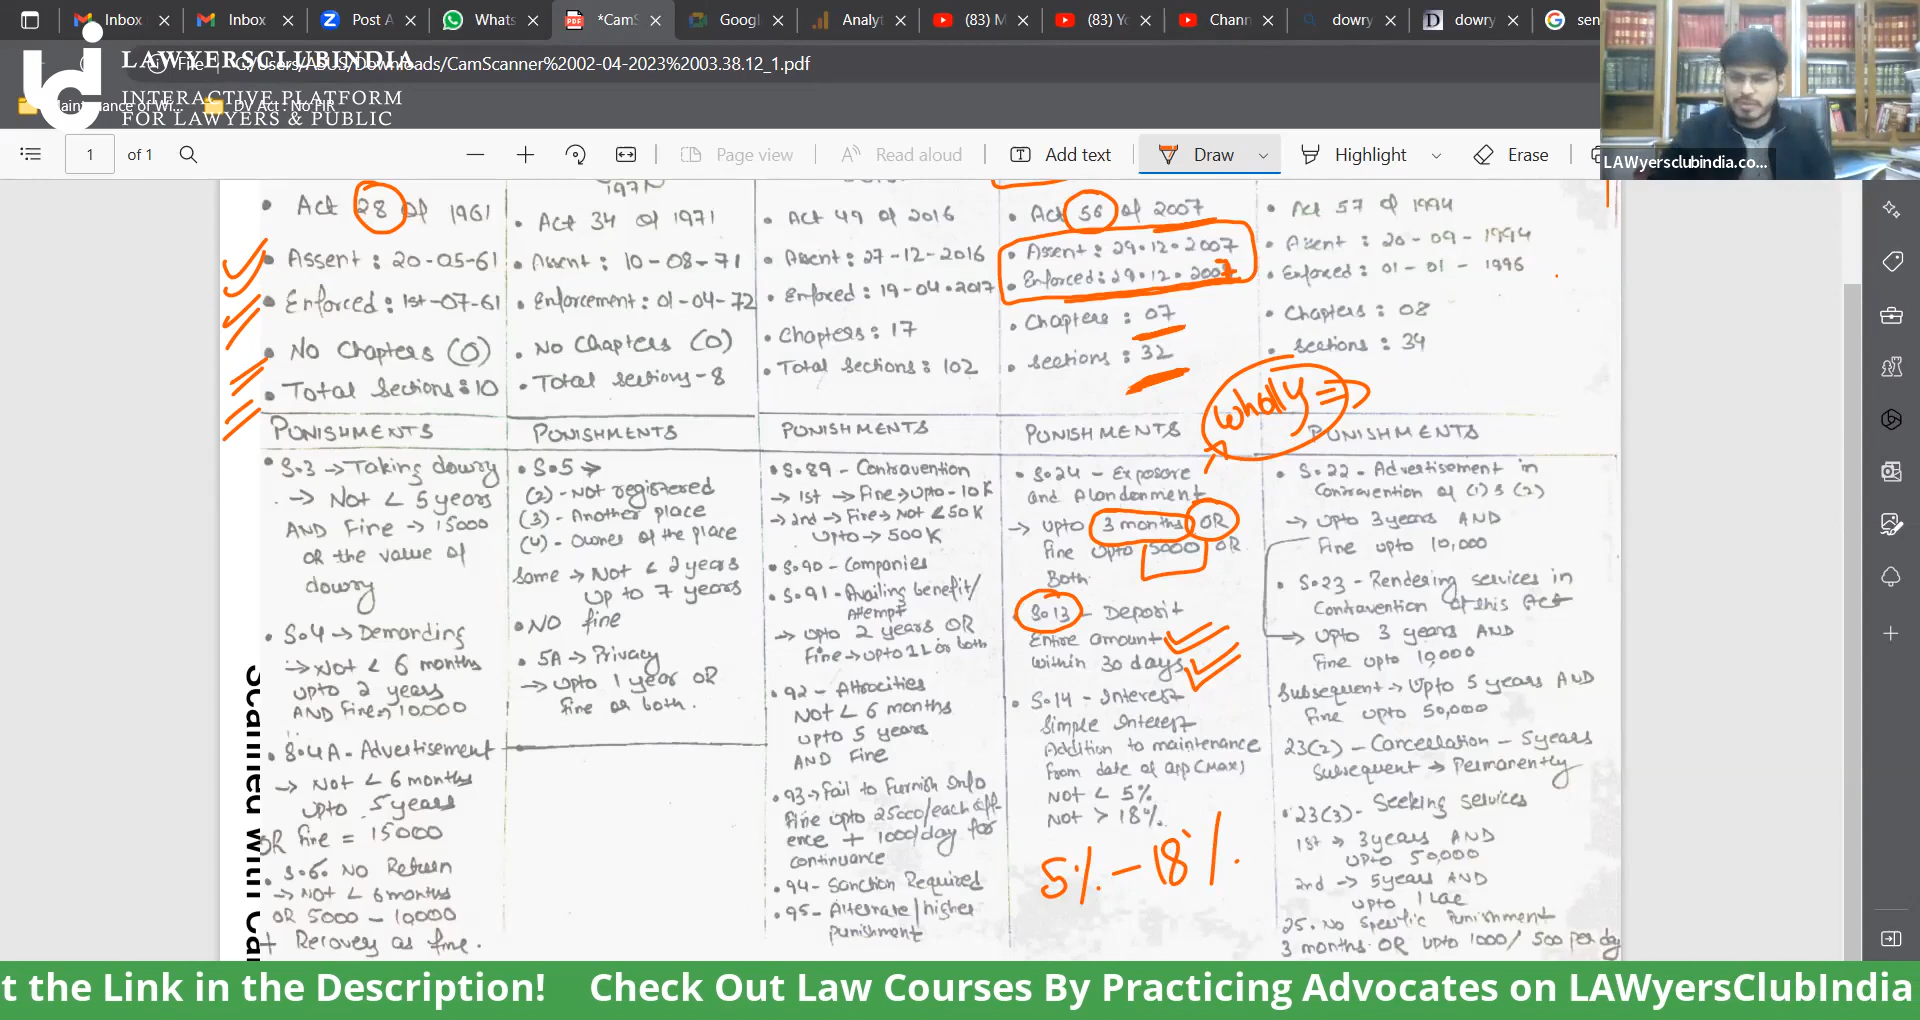 Inbox
Inbox
Post A
Whats
*CamS
Googl
Analyt
(83) M
(83) Yo
Chann
dowry
dowry
sen
LAWYERSCLUBINDIA
INTERACTIVE PLATFORM
FOR LAWYERS & PUBLIC
File
C:/Users/ASUS/Downloads/CamScanner%2002-04-2023%2003.38.12_1.pdf
Maintenance of Wi...
DV Act : No FIR
LAWyersclubindia.co...
1 of 1
Page view
Read aloud
Add text
Draw
Highlight
Erase
• Act 28 of 1961
• Assent : 20-05-61
• Enforced : 1st-07-61
• No Chapters (0)
• Total Sections : 10
PUNISHMENTS
• S.3 → Taking dowry
→ Not < 5 years
AND Fine → 15000
OR the value of
dowry
• S.4 → Demanding
→ Not < 6 months
upto 2 years
AND Fine → 10,000
• S.4A - Advertisement
→ Not < 6 months
upto 5 years
OR Fine = 15000
• S.6. No Return
→ Not < 6 months
OR 5000 - 10000
+ Recovery as fine.
1971
• Act 34 of 1971
• Assent : 10-08-71
• Enforcement : 01-04-72
• No Chapters (0)
• Total sections - 8
PUNISHMENTS
• S.5 →
(2) - Not registered
(3) - Another place
(4) - Owner of the place
Same → Not < 2 years
up to 7 years
• NO fine
• 5A → Privacy
→ upto 1 year OR
fine or both.
• Act 49 of 2016
• Assent : 27-12-2016
• Enforced : 19-04-2017
• Chapters : 17
• Total Sections : 102
PUNISHMENTS
• S.89 - Contravention
→ 1st → Fine → upto - 10K
→ 2nd → Fine → Not < 50K
upto → 500K
• S.90 - Companies
• S.91 - Availing benefit/
Attempt
→ upto 2 years OR
Fine → upto 1L or both
• 92 - Attrocities
Not < 6 months
upto 5 years
AND Fine
• 93 → Fail to Furnish Info
Fine upto 25000/each off-
ence + 1000/day for
continuance
• 94 - Sanction Required
• 95 - Alternate/higher
punishment
• Act 56 of 2007
• Assent : 29.12.2007
• Enforced : 29.12.2007
• Chapters : 07
• Sections : 32
wholly ⇒
PUNISHMENTS
• S.24 - Exposure
and Abandonment
→ Upto 3 months OR
Fine upto 5000 OR
Both
• S.13 - Deposit
Entire amount
within 30 days
• S.14 - Interest
Simple Interest
Addition to maintenance
from date of app (Max)
Not < 5%
Not > 18%.
5% - 18%.
• Act 57 of 1994
• Assent : 20-09-1994
• Enforced : 01-01-1996
• Chapters : 08
• Sections : 34
PUNISHMENTS
• S.22 - Advertisement in
Contravention of (1) & (2)
→ Upto 3 years AND
Fine upto 10,000
• S.23 - Rendering services in
Contravention of this Act
→ upto 3 years AND
Fine upto 10,000
Subsequent → Upto 5 years AND
Fine upto 50,000
23(2) - Cancellation - 5 years
Subsequent → Permanently
• 23(3) - Seeking services
1st → 3 years AND
upto 50,000
2nd → 5 years AND
upto 1 Lac
25. No Specific Punishment
3 months OR upto 1000/ 500 per day
t the Link in the Description! Check Out Law Courses By Practicing Advocates on LAWyersClubIndia